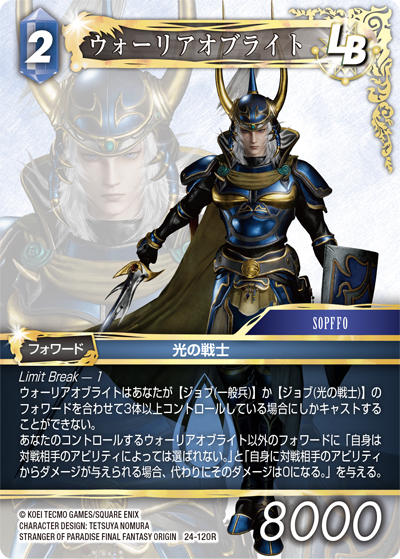 2
ウォーリアオブライト
LB
SOPFFO
フォワード
光の戦士
Limit Break — 1
ウォーリアオブライトはあなたが【ジョブ(一般兵)】か【ジョブ(光の戦士)】の
フォワードを合わせて3体以上コントロールしている場合にしかキャストする
ことができない。
あなたのコントロールするウォーリアオブライト以外のフォワードに「自身は
対戦相手のアビリティによっては選ばれない。」と「自身に対戦相手のアビリティ
からダメージが与えられる場合、代わりにそのダメージは0になる。」を与える。
© KOEI TECMO GAMES/SQUARE ENIX
CHARACTER DESIGN: TETSUYA NOMURA
STRANGER OF PARADISE FINAL FANTASY ORIGIN 24-120R
8000